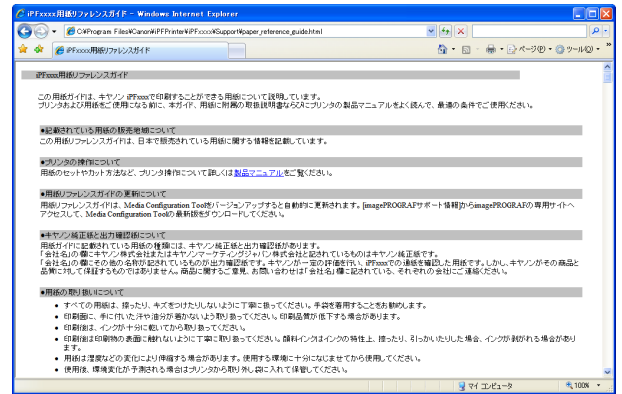 iPFxxxx用紙リファレンスガイド - Windows Internet Explorer
C:¥Program Files¥Canon¥iPFPrinter¥iPFxxxx¥Support¥paper_reference_guide.html
iPFxxxx用紙リファレンスガイド
ページ(P)
ツール(O)
iPFxxxx用紙リファレンスガイド
この用紙ガイドは、キヤノン iPFxxxxで印刷することができる用紙について説明しています。
プリンタおよび用紙をご使用になる前に、本ガイド、用紙に附属の取扱説明書ならびにプリンタの製品マニュアルをよく読んで、最適の条件でご使用ください。
●記載されている用紙の販売地域について
この用紙リファレンスガイドは、日本で販売されている用紙に関する情報を記載しています。
●プリンタの操作について
用紙のセットやカット方法など、プリンタ操作について詳しくは製品マニュアルをご覧ください。
●用紙リファレンスガイドの更新について
用紙リファレンスガイドは、Media Configuration Toolをバージョンアップすると自動的に更新されます。[imagePROGRAFサポート情報]からimagePROGRAFの専用サイトへ
アクセスして、Media Configuration Toolの最新版をダウンロードしてください。
●キヤノン純正紙と出力確認紙について
用紙ガイドに記載されている用紙の種類には、キヤノン純正紙と出力確認紙があります。
「会社名」の欄にキヤノン株式会社またはキヤノンマーケティングジャパン株式会社と記されているものはキヤノン純正紙です。
「会社名」の欄にその他の名称が記されているものが出力確認紙です。キヤノンが一定の評価を行い、iPFxxxxでの通紙を確認した用紙です。しかし、キヤノンがその商品と
品質に対して保証するものではありません。商品に関するご意見、お問い合わせは「会社名」欄に記されている、それぞれの会社にご連絡ください。
●用紙の取り扱いについて
• すべての用紙は、擦ったり、キズをつけたりしないように丁寧に扱ってください。手袋を着用することをお勧めします。
• 印刷面に、手に付いた汗や油分が着かないよう取り扱ってください。印刷品質が低下する場合があります。
• 印刷後は、インクが十分に乾いてから取り扱ってください。
• 印刷後は印刷物の表面に触れないように丁寧に取り扱ってください。顔料インクはインクの特性上、擦ったり、引っかいたりした場合、インクが剥がれる場合があり
ます。
• 用紙は湿度などの変化により伸縮する場合があります。使用する環境に十分になじませてから使用してください。
• 使用後、環境変化が予測される場合はプリンタから取り外し袋に入れて保管してください。
マイ コンピュータ
100%